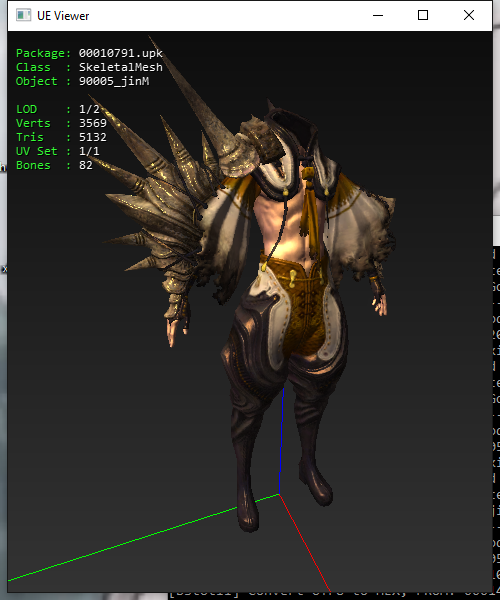 UE Viewer
Package: 00010791.upk
Class : SkeletalMesh
Object : 90005_jinM
LOD : 1/2
Verts : 3569
Tris : 5132
UV Set : 1/1
Bones : 82